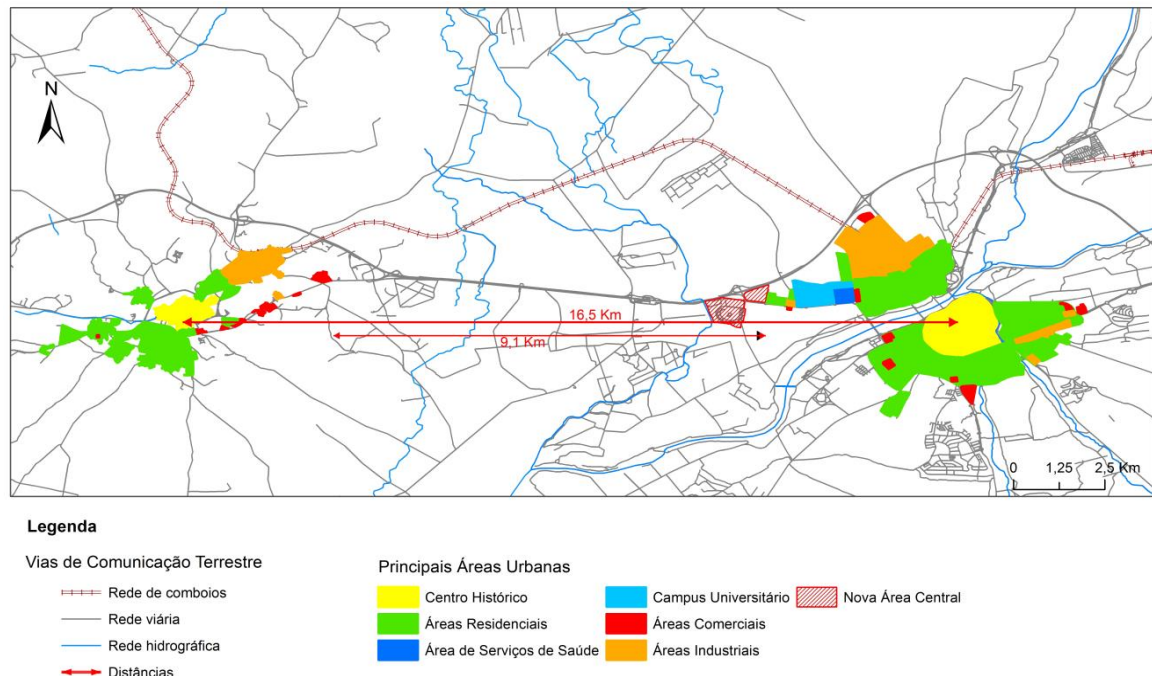 N
16,5 Km
9,1 Km
0 1,25 2,5 Km
Legenda
Vias de Comunicação Terrestre
Rede de comboios
Rede viária
Rede hidrográfica
Distâncias
Principais Áreas Urbanas
Centro Histórico
Áreas Residenciais
Área de Serviços de Saúde
Campus Universitário
Áreas Comerciais
Áreas Industriais
Nova Área Central